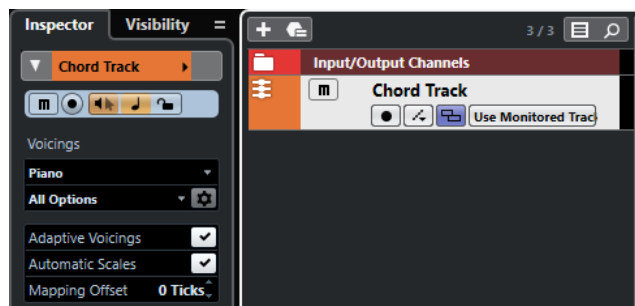 Inspector Visibility
Chord Track
m
Voicings
Piano
All Options
Adaptive Voicings
Automatic Scales
Mapping Offset 0 Ticks
3 / 3
Input/Output Channels
m Chord Track
Use Monitored Trac